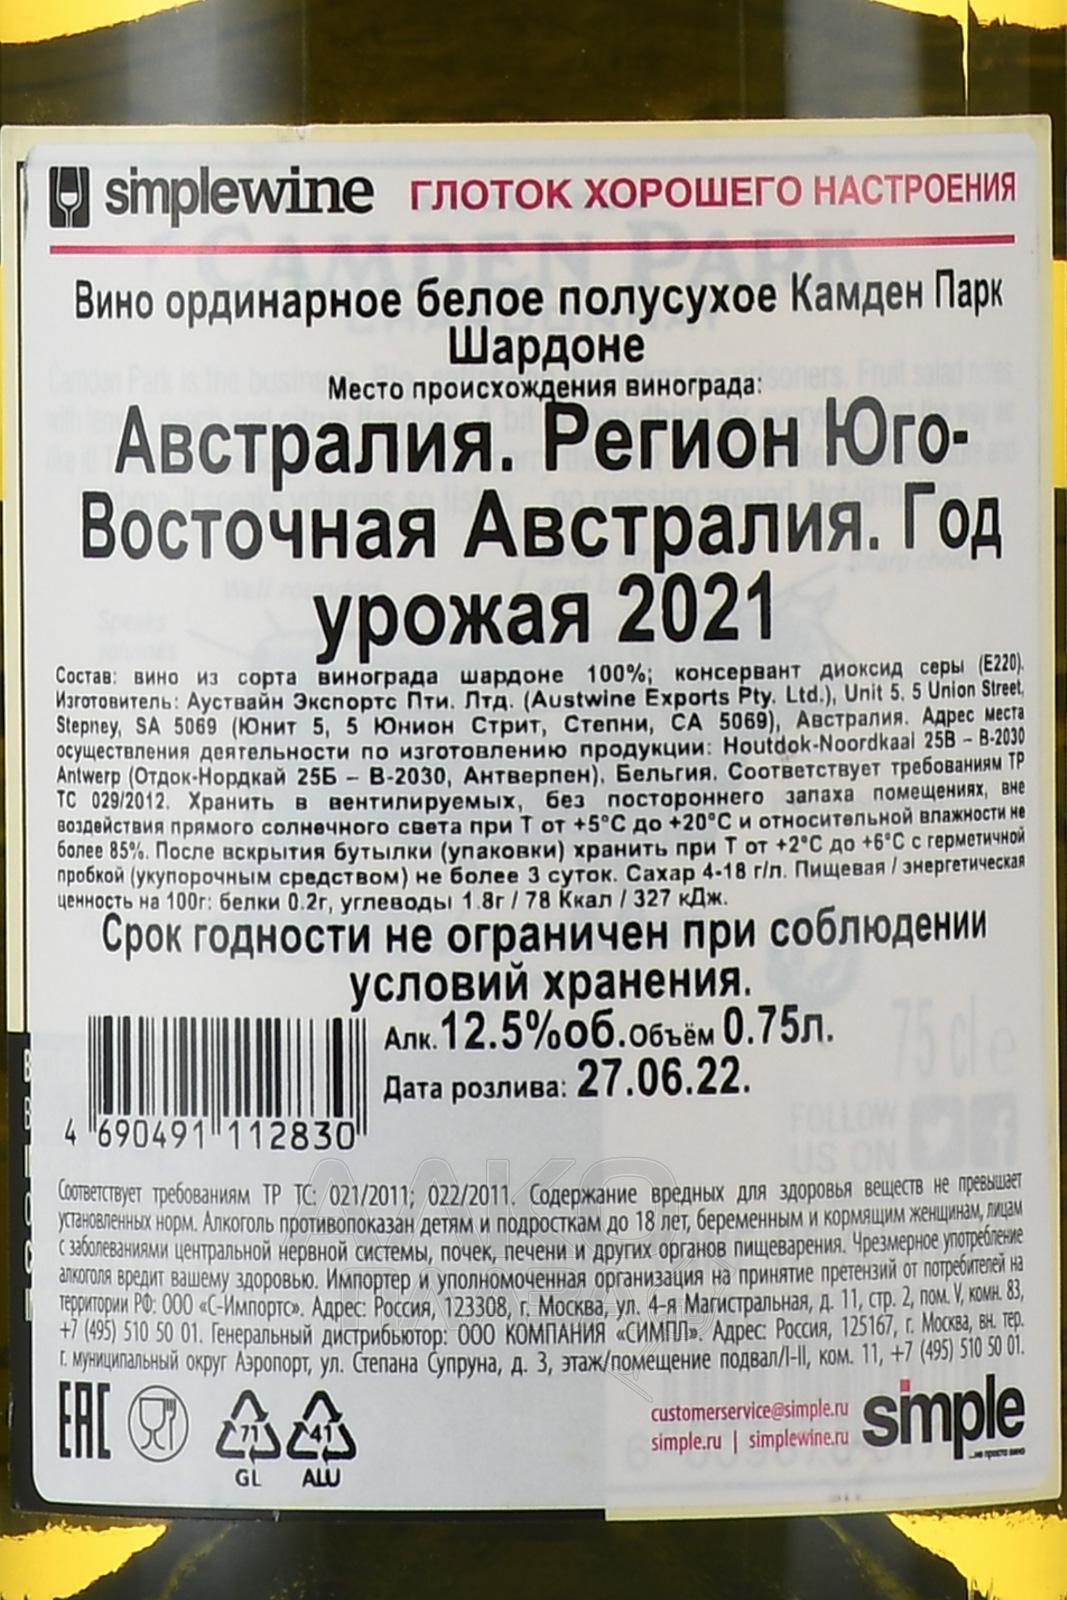 simplewine ГЛОТОК ХОРОШЕГО НАСТРОЕНИЯ
Вино ординарное белое полусухое Камден Парк
Шардоне
Место происхождения винограда:
Австралия. Регион Юго-
Восточная Австралия. Год
урожая 2021
Состав: вино из сорта винограда шардоне 100%; консервант диоксид серы (Е220).
Изготовитель: Ауствайн Экспортс Пти. Лтд. (Austwine Exports Pty. Ltd.), Unit 5, 5 Union Street,
Stepney, SA 5069 (Юнит 5, 5 Юнион Стрит, Степни, СА 5069), Австралия. Адрес места
осуществления деятельности по изготовлению продукции: Houtdok-Noordkaai 25B – B-2030
Antwerp (Отдок-Нордкай 25Б – В-2030, Антверпен), Бельгия. Соответствует требованиям ТР
ТС 029/2012. Хранить в вентилируемых, без постороннего запаха помещениях, вне
воздействия прямого солнечного света при Т от +5°С до +20°С и относительной влажности не
более 85%. После вскрытия бутылки (упаковки) хранить при Т от +2°С до +6°С с герметичной
пробкой (укупорочным средством) не более 3 суток. Сахар 4-18 г/л. Пищевая / энергетическая
ценность на 100г: белки 0.2г, углеводы 1.8г / 78 Ккал / 327 кДж.
Срок годности не ограничен при соблюдении
условий хранения.
Алк. 12.5%об. Объём 0.75л.
Дата розлива: 27.06.22.
4 690491 112830
Соответствует требованиям ТР ТС: 021/2011; 022/2011. Содержание вредных для здоровья веществ не превышает
установленных норм. Алкоголь противопоказан детям и подросткам до 18 лет, беременным и кормящим женщинам, лицам
с заболеваниями центральной нервной системы, почек, печени и других органов пищеварения. Чрезмерное употребление
алкоголя вредит вашему здоровью. Импортер и уполномоченная организация на принятие претензий от потребителей на
территории РФ: ООО «С-Импортс». Адрес: Россия, 123308, г. Москва, ул. 4-я Магистральная, д. 11, стр. 2, пом. V, комн. 83,
+7 (495) 510 50 01. Генеральный дистрибьютор: ООО КОМПАНИЯ «СИМПЛ». Адрес: Россия, 125167, г. Москва, вн. тер.
г. муниципальный округ Аэропорт, ул. Степана Супруна, д. 3, этаж/помещение подвал/I-II, ком. 11, +7 (495) 510 50 01.
ЕАС
71
GL
41
ALU
customerservice@simple.ru
simple.ru | simplewine.ru
simple
...не просто вино
75 cl e
FOLLOW
US ON